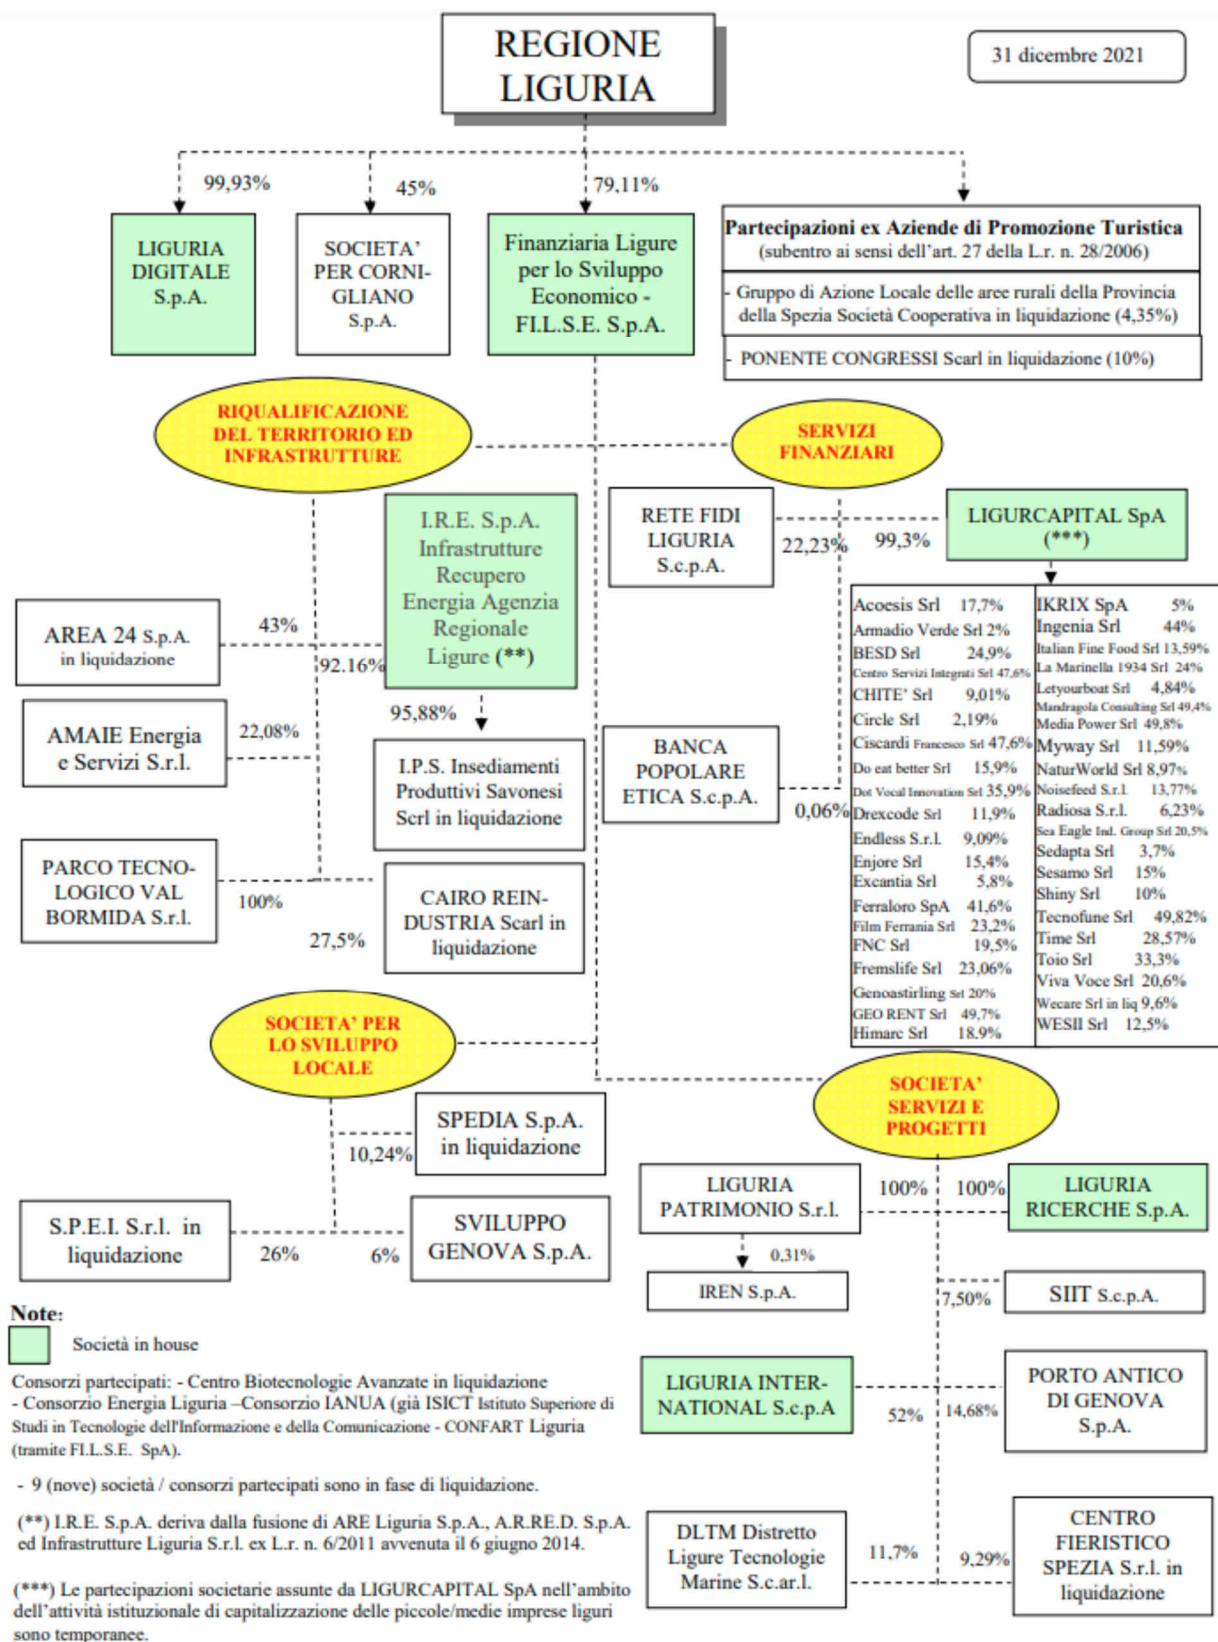 REGIONE
LIGURIA
31 dicembre 2021
99,93%
45%
79,11%
LIGURIA
DIGITALE
S.p.A.
SOCIETA’
PER CORNI-
GLIANO
S.p.A.
Finanziaria Ligure
per lo Sviluppo
Economico -
FI.L.S.E. S.p.A.
Partecipazioni ex Aziende di Promozione Turistica
(subentro ai sensi dell’art. 27 della L.r. n. 28/2006)
- Gruppo di Azione Locale delle aree rurali della Provincia
della Spezia Società Cooperativa in liquidazione (4,35%)
- PONENTE CONGRESSI Scarl in liquidazione (10%)
RIQUALIFICAZIONE
DEL TERRITORIO ED
INFRASTRUTTURE
SERVIZI
FINANZIARI
I.R.E. S.p.A.
Infrastrutture
Recupero
Energia Agenzia
Regionale
Ligure (**)
RETE FIDI
LIGURIA
S.c.p.A.
22,23%
99,3%
LIGURCAPITAL SpA
(***)
AREA 24 S.p.A.
in liquidazione
43%
92.16%
AMAIE Energia
e Servizi S.r.l.
22,08%
95,88%
I.P.S. Insediamenti
Produttivi Savonesi
Scrl in liquidazione
PARCO TECNO-
LOGICO VAL
BORMIDA S.r.l.
100%
27,5%
CAIRO REIN-
DUSTRIA Scarl in
liquidazione
BANCA
POPOLARE
ETICA S.c.p.A.
0,06%
Acoesis Srl 17,7%
Armadio Verde Srl 2%
BESD Srl 24,9%
Centro Servizi Integrati Srl 47,6%
CHITE’ Srl 9,01%
Circle Srl 2,19%
Ciscardi Francesco Srl 47,6%
Do eat better Srl 15,9%
Dot Vocal Innovation Srl 35,9%
Drexcode Srl 11,9%
Endless S.r.l. 9,09%
Enjore Srl 15,4%
Excantia Srl 5,8%
Ferraloro SpA 41,6%
Film Ferrania Srl 23,2%
FNC Srl 19,5%
Fremslife Srl 23,06%
Genoastirling Srl 20%
GEO RENT Srl 49,7%
Himarc Srl 18,9%
IKRIX SpA 5%
Ingenia Srl 44%
Italian Fine Food Srl 13,59%
La Marinella 1934 Srl 24%
Letyourboat Srl 4,84%
Mandragola Consulting Srl 49,4%
Media Power Srl 49,8%
Myway Srl 11,59%
NaturWorld Srl 8,97%
Noisefeed S.r.l. 13,77%
Radiosa S.r.l. 6,23%
Sea Eagle Ind. Group Srl 20,5%
Sedapta Srl 3,7%
Sesamo Srl 15%
Shiny Srl 10%
Tecnofune Srl 49,82%
Time Srl 28,57%
Toio Srl 33,3%
Viva Voce Srl 20,6%
Wecare Srl in liq 9,6%
WESII Srl 12,5%
SOCIETA’ PER
LO SVILUPPO
LOCALE
SPEDIA S.p.A.
in liquidazione
10,24%
S.P.E.I. S.r.l. in
liquidazione
26%
6%
SVILUPPO
GENOVA S.p.A.
SOCIETA’
SERVIZI E
PROGETTI
LIGURIA
PATRIMONIO S.r.l.
100%
100%
LIGURIA
RICERCHE S.p.A.
0,31%
IREN S.p.A.
7,50%
SIIT S.c.p.A.
LIGURIA INTER-
NATIONAL S.c.p.A
52%
14,68%
PORTO ANTICO
DI GENOVA
S.p.A.
DLTM Distretto
Ligure Tecnologie
Marine S.c.ar.l.
11,7%
9,29%
CENTRO
FIERISTICO
SPEZIA S.r.l. in
liquidazione
Note:
Società in house
Consorzi partecipati: - Centro Biotecnologie Avanzate in liquidazione
- Consorzio Energia Liguria –Consorzio IANUA (già ISICT Istituto Superiore di
Studi in Tecnologie dell'Informazione e della Comunicazione - CONFART Liguria
(tramite FI.L.S.E. SpA).
- 9 (nove) società / consorzi partecipati sono in fase di liquidazione.
(**) I.R.E. S.p.A. deriva dalla fusione di ARE Liguria S.p.A., A.R.RE.D. S.p.A.
ed Infrastrutture Liguria S.r.l. ex L.r. n. 6/2011 avvenuta il 6 giugno 2014.
(***) Le partecipazioni societarie assunte da LIGURCAPITAL SpA nell’ambito
dell’attività istituzionale di capitalizzazione delle piccole/medie imprese liguri
sono temporanee.